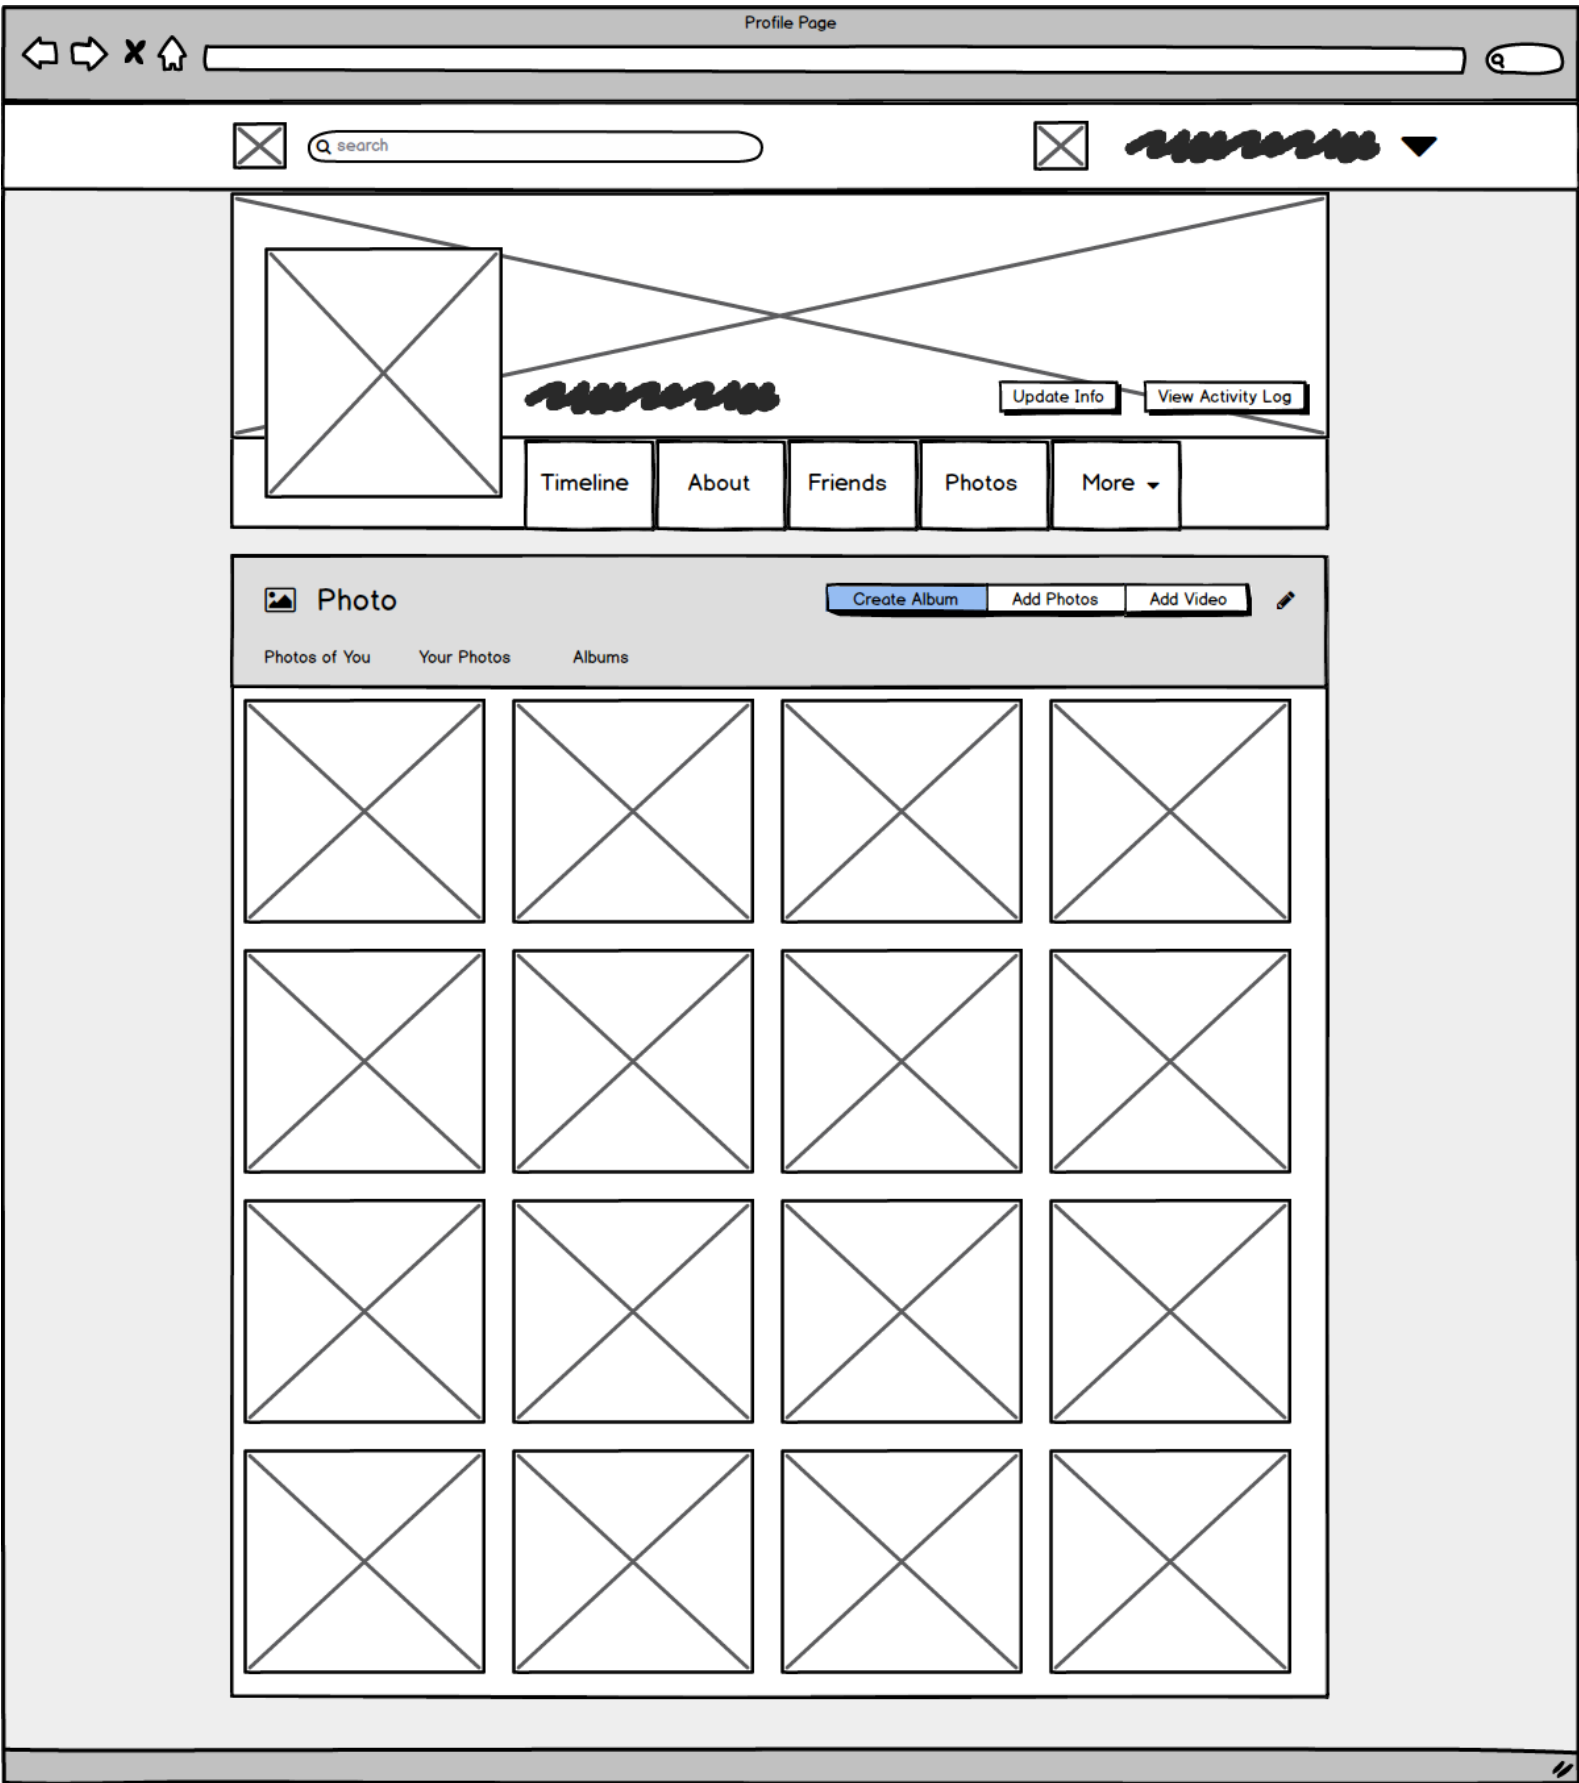 Profile Page
search
Update Info View Activity Log
Timeline About Friends Photos More
Photo Create Album Add Photos Add Video
Photos of You Your Photos Albums